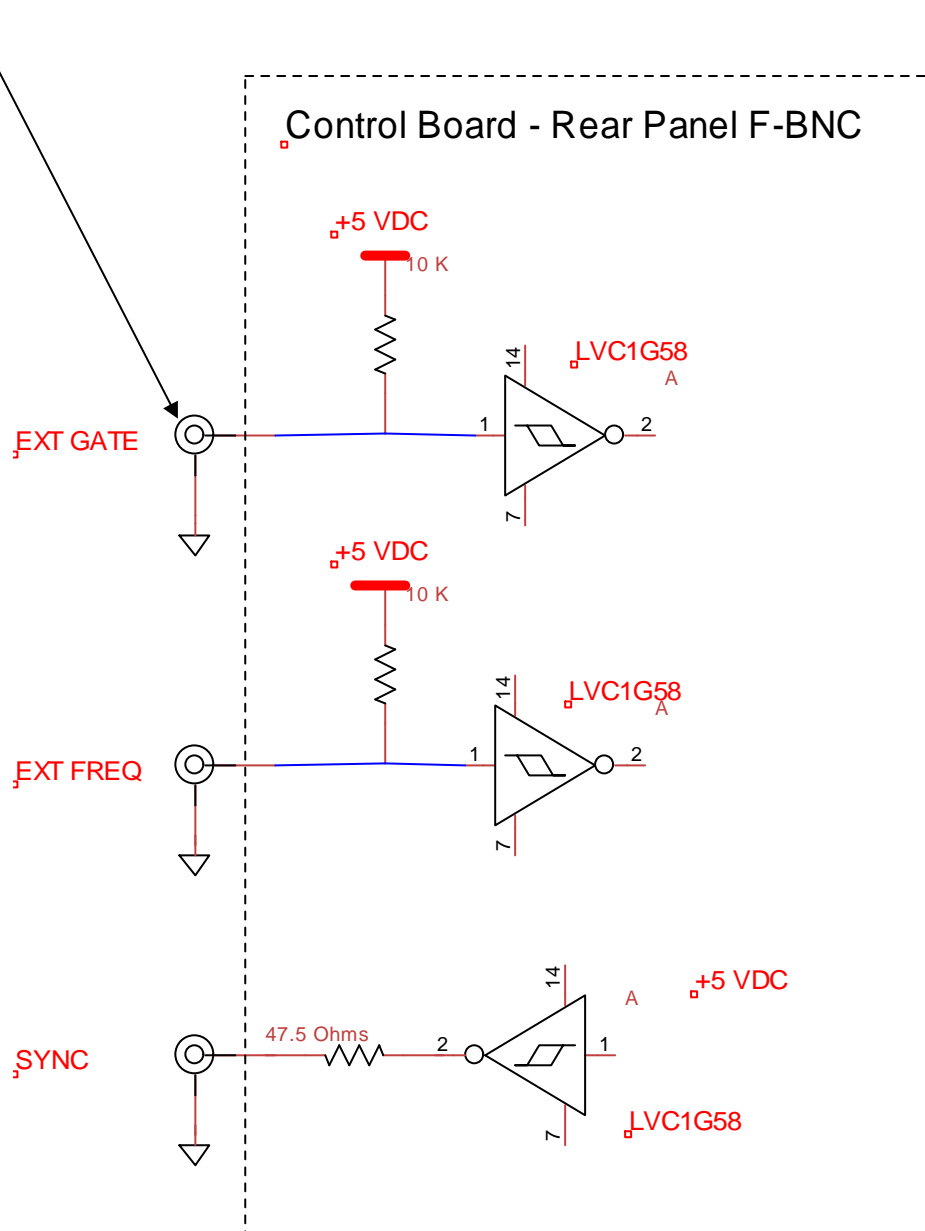 Control Board - Rear Panel F-BNC
+5 VDC
10 K
14
LVC1G58
A
EXT GATE
1
2
7
+5 VDC
10 K
14
LVC1G58
A
EXT FREQ
1
2
7
14
A
+5 VDC
47.5 Ohms
SYNC
2
1
7
LVC1G58